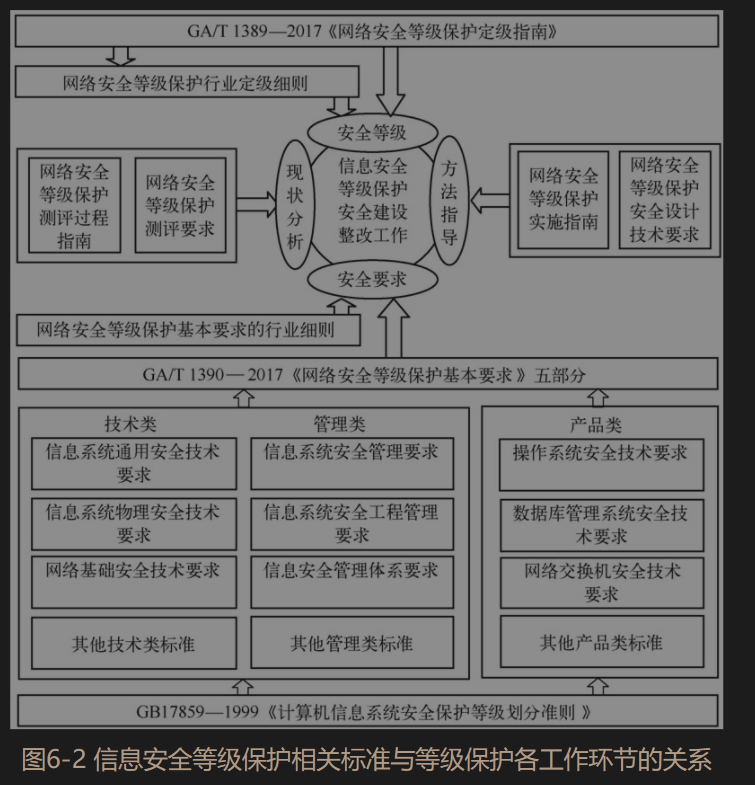 GA/T 1389—2017《网络安全等级保护定级指南》
网络安全等级保护行业定级细则
安全等级
网络安全
等级保护
测评过程
指南
网络安全
等级保护
测评要求
现
状
分
析
信息安全
等级保护
安全建设
整改工作
方
法
指
导
网络安全
等级保护
实施指南
网络安全
等级保护
安全设计
技术要求
安全要求
网络安全等级保护基本要求的行业细则
GA/T 1390—2017《网络安全等级保护基本要求》五部分
技术类
信息系统通用安全技术
要求
信息系统物理安全技术
要求
网络基础安全技术要求
其他技术类标准
管理类
信息系统安全管理要求
信息系统安全工程管理
要求
信息安全管理体系要求
其他管理类标准
产品类
操作系统安全技术要求
数据库管理系统安全技
术要求
网络交换机安全技术
要求
其他产品类标准
GB17859—1999《计算机信息系统安全保护等级划分准则》
图6-2 信息安全等级保护相关标准与等级保护各工作环节的关系